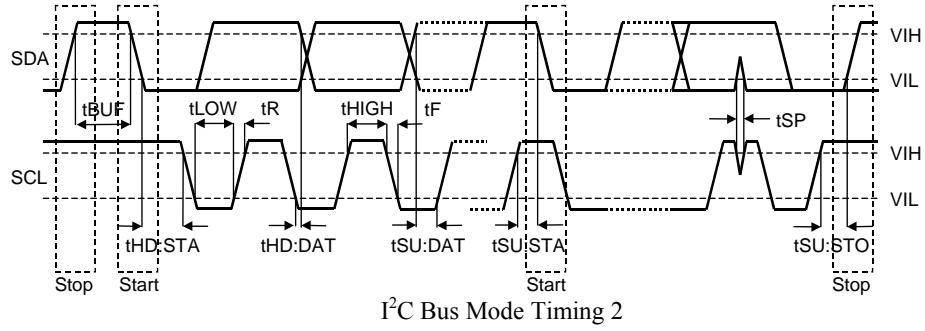 VIH
SDA
VIL
tBUF
tLOW
tR
tHIGH
tF
tSP
VIH
SCL
VIL
tHD:STA
tHD:DAT
tSU:DAT
tSU:STA
tSU:STO
Stop
Start
Start
Stop
I²C Bus Mode Timing 2